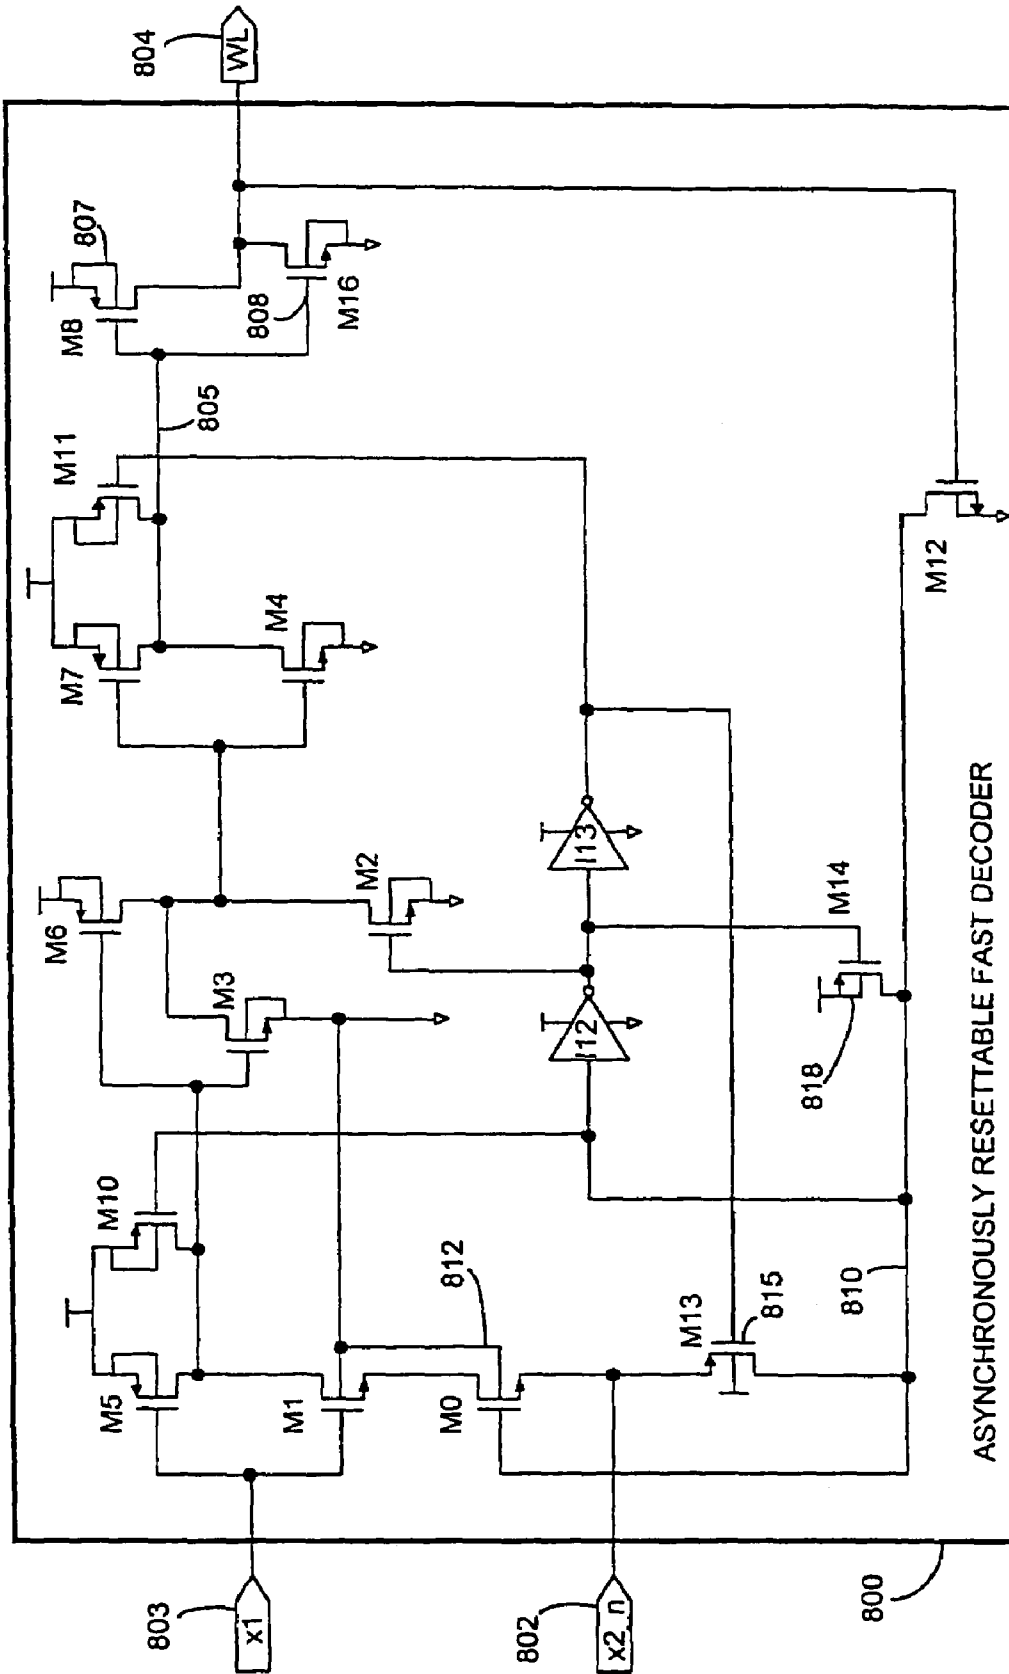 804
WL
807
M8
808
M16
805
M11
M7
M4
M6
M3
M2
M10
M5
M1
M0
812
I13
I12
M14
818
M12
M13
815
810
803
x1
802
x2_n
800
ASYNCHRONOUSLY RESETTABLE FAST DECODER